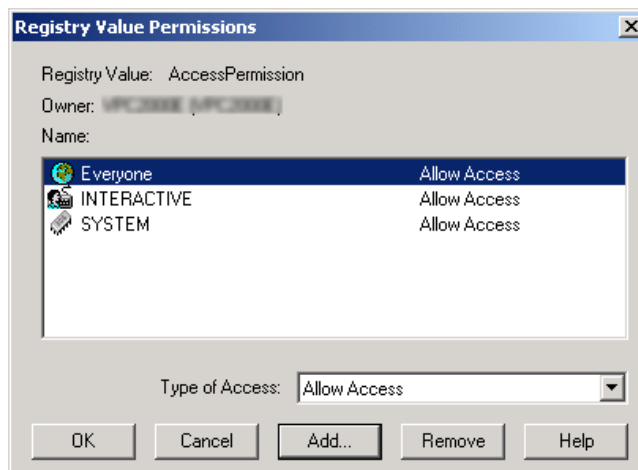 Registry Value Permissions
Registry Value: AccessPermission
Owner:
Name:
Everyone Allow Access
INTERACTIVE Allow Access
SYSTEM Allow Access
Type of Access: Allow Access
OK Cancel Add... Remove Help